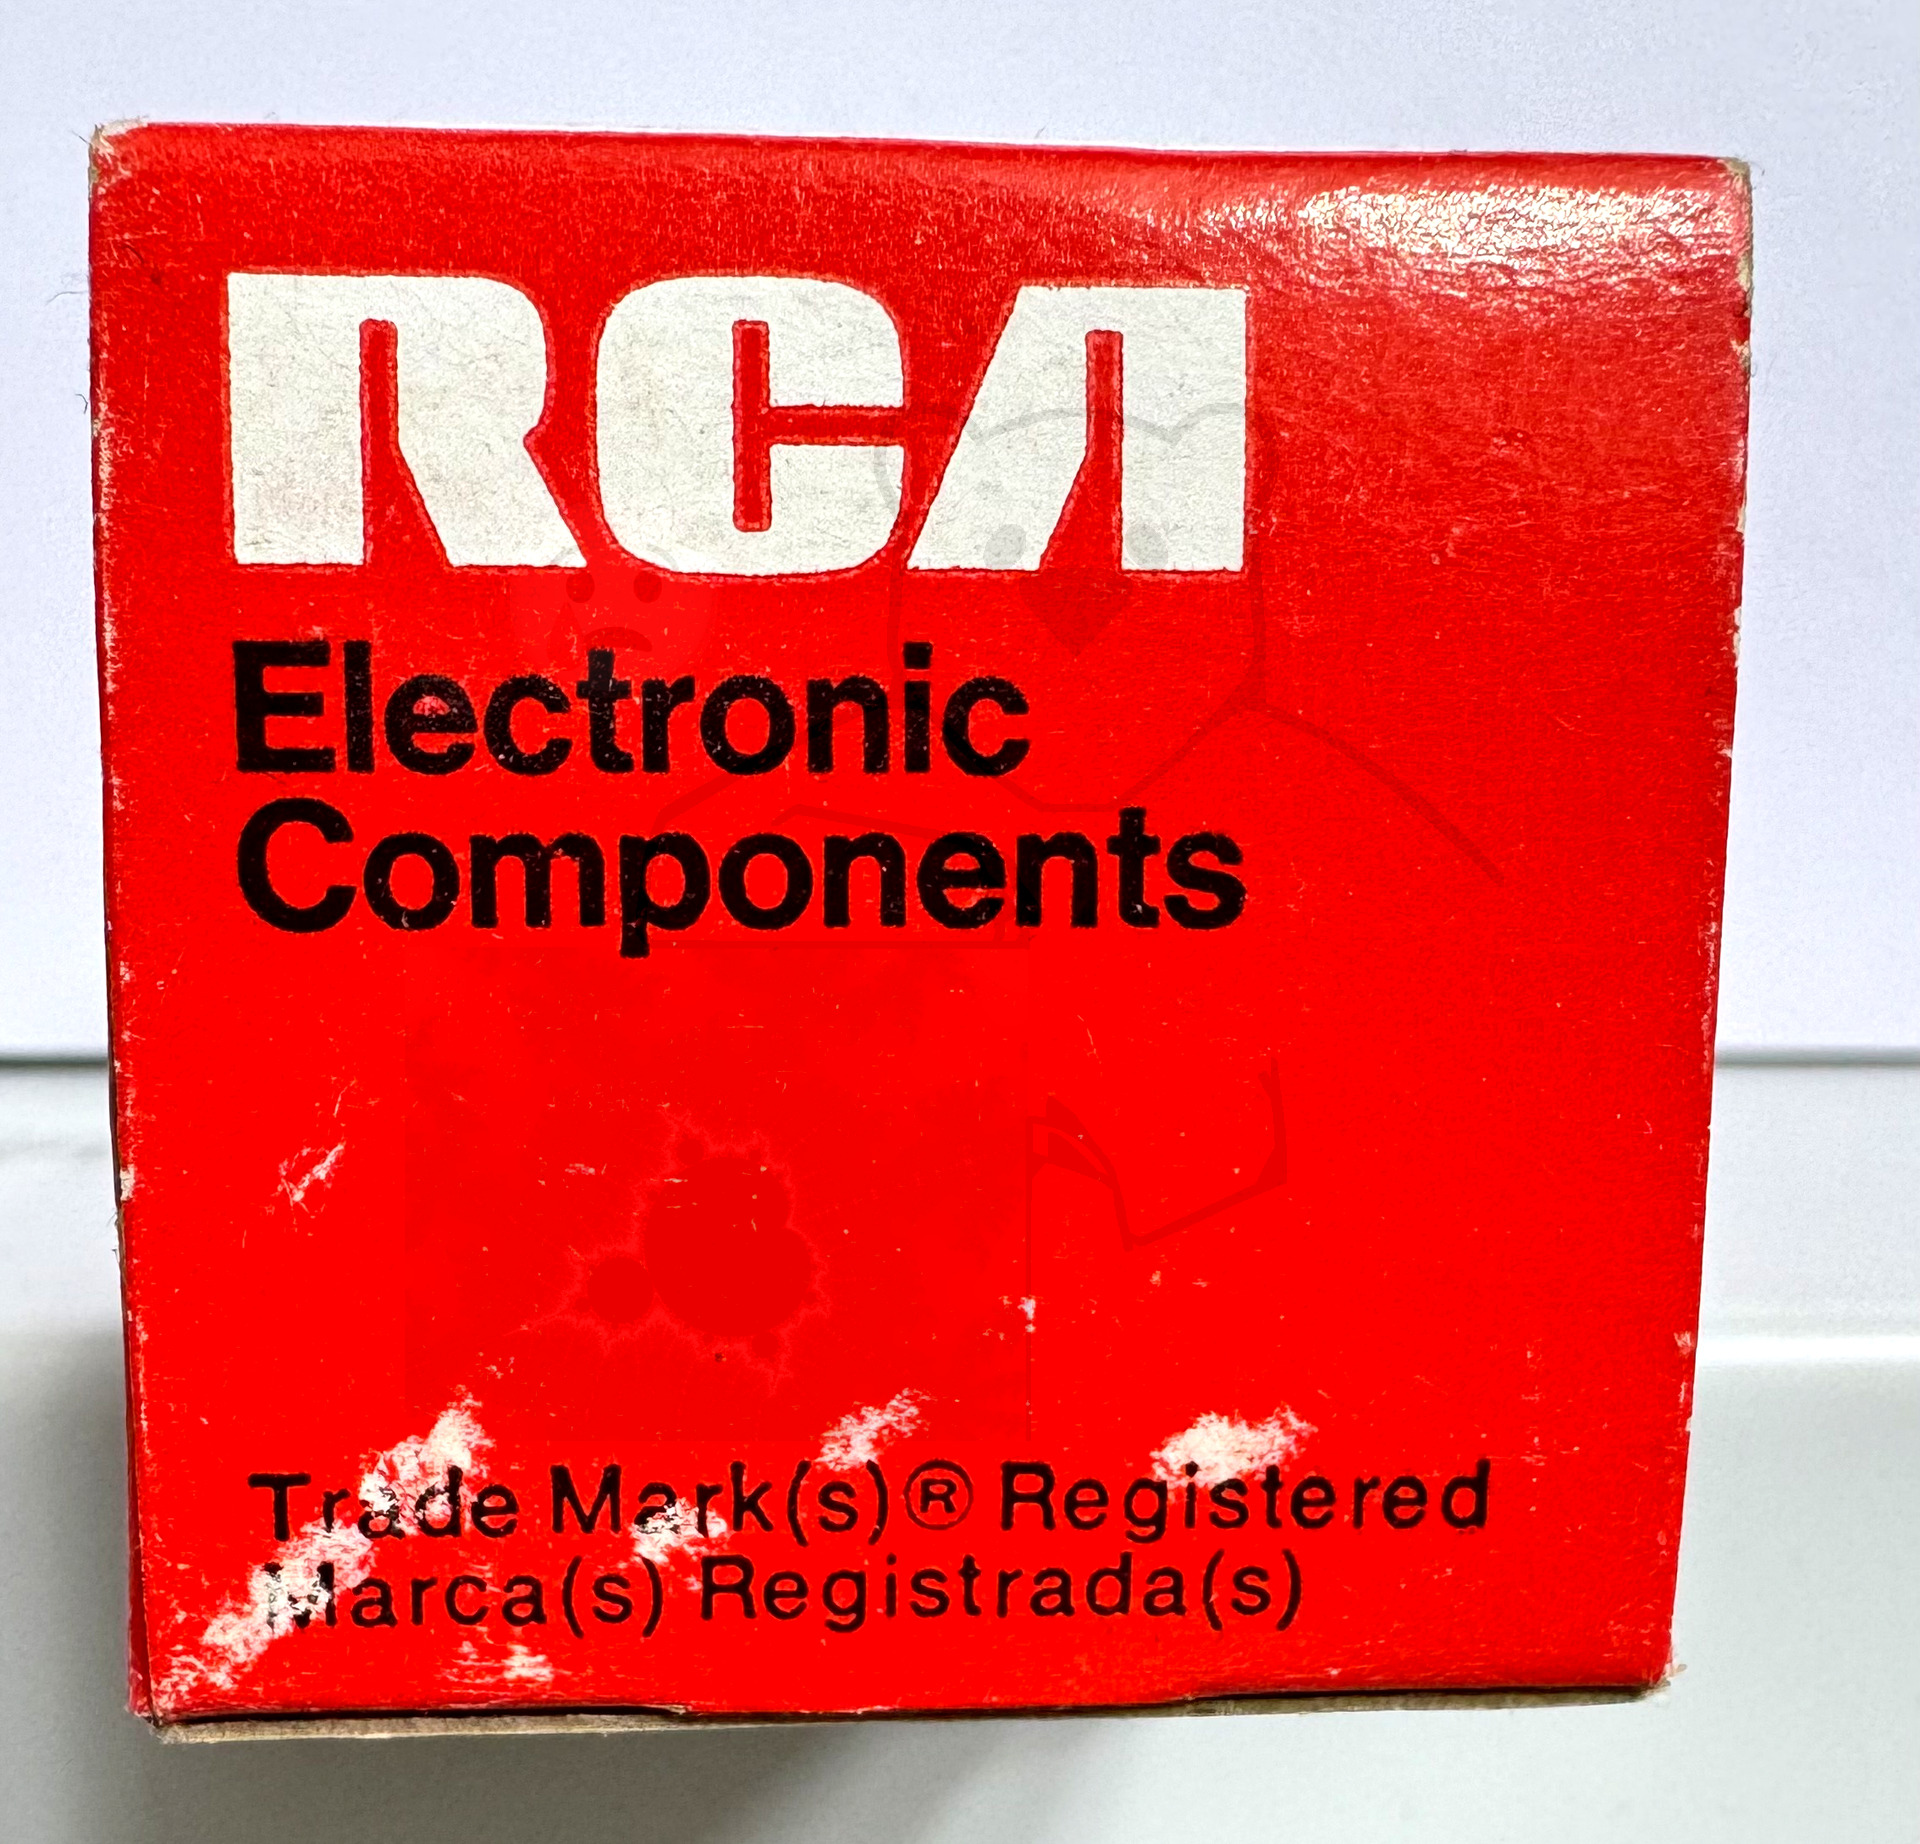 RCA
Electronic
Components
Trade Mark(s)® Registered
Marca(s) Registrada(s)